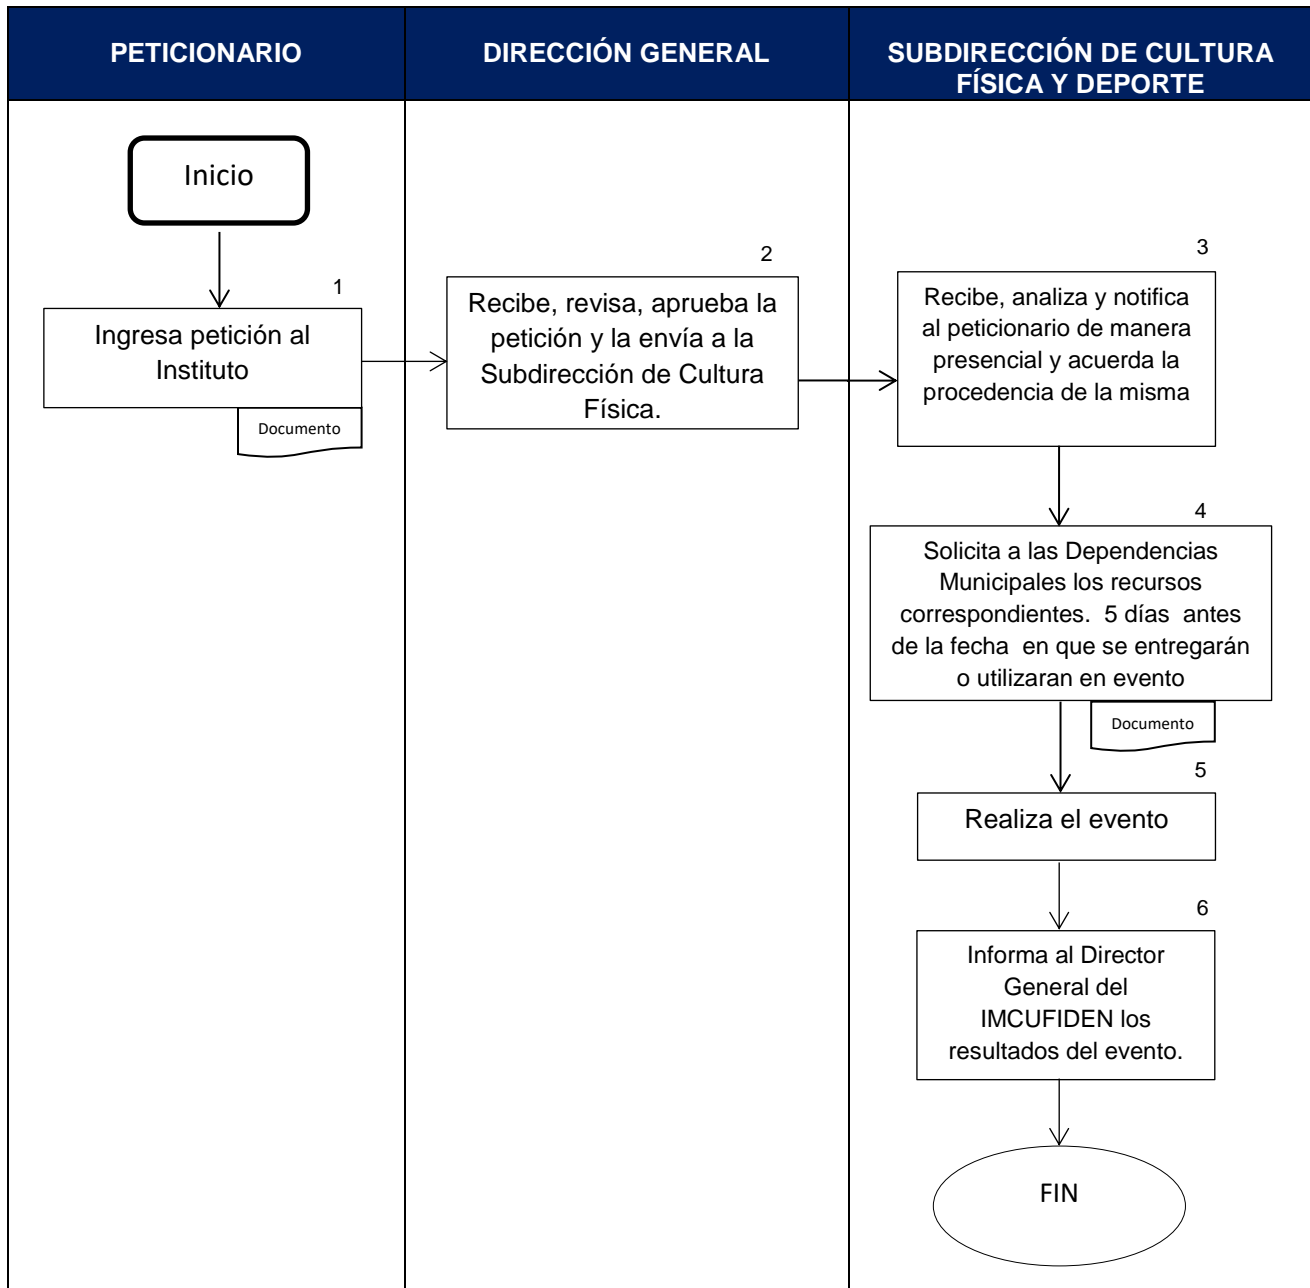 PETICIONARIO
DIRECCIÓN GENERAL
SUBDIRECCIÓN DE CULTURA
FÍSICA Y DEPORTE
Inicio
1
Ingresa petición al
Instituto
Documento
2
Recibe, revisa, aprueba la
petición y la envía a la
Subdirección de Cultura
Física.
3
Recibe, analiza y notifica
al peticionario de manera
presencial y acuerda la
procedencia de la misma
4
Solicita a las Dependencias
Municipales los recursos
correspondientes. 5 días antes
de la fecha en que se entregarán
o utilizaran en evento
Documento
5
Realiza el evento
6
Informa al Director
General del
IMCUFIDEN los
resultados del evento.
FIN